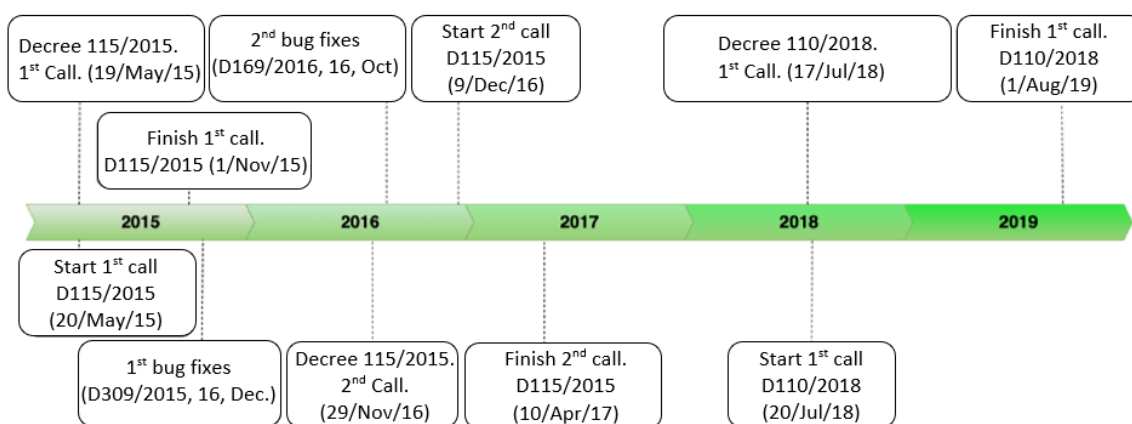 Decree 115/2015.
1st Call. (19/May/15)
2nd bug fixes
(D169/2016, 16, Oct)
Start 2nd call
D115/2015
(9/Dec/16)
Decree 110/2018.
1st Call. (17/Jul/18)
Finish 1st call.
D110/2018
(1/Aug/19)
Finish 1st call.
D115/2015 (1/Nov/15)
2015
2016
2017
2018
2019
Start 1st call
D115/2015
(20/May/15)
1st bug fixes
(D309/2015, 16, Dec.)
Decree 115/2015.
2nd Call.
(29/Nov/16)
Finish 2nd call.
D115/2015
(10/Apr/17)
Start 1st call
D110/2018
(20/Jul/18)